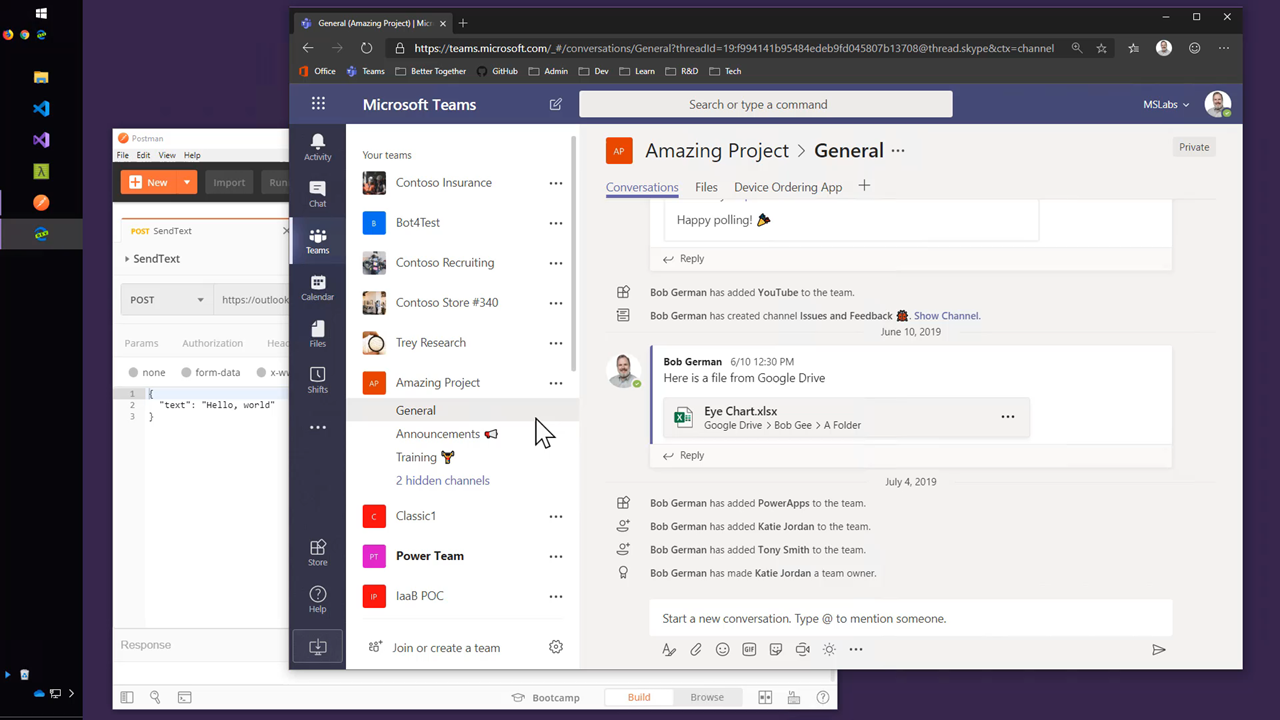 General (Amazing Project) | Micr
https://teams.microsoft.com/_#/conversations/General?threadId=19:f994141b95484edeb9fd045807b13708@thread.skype&ctx=channel
Office
Teams
Better Together
GitHub
Admin
Dev
Learn
R&D
Tech
Microsoft Teams
Search or type a command
MSLabs
Activity
Chat
Teams
Calendar
Files
Shifts
Store
Help
Your teams
Contoso Insurance
B
Bot4Test
Contoso Recruiting
Contoso Store #340
Trey Research
AP
Amazing Project
General
Announcements
Training
2 hidden channels
C
Classic1
PT
Power Team
IP
IaaB POC
Join or create a team
AP
Amazing Project > General
Private
Conversations
Files
Device Ordering App
Happy polling!
Reply
Bob German has added YouTube to the team.
Bob German has created channel Issues and Feedback. Show Channel.
June 10, 2019
Bob German 6/10 12:30 PM
Here is a file from Google Drive
Eye Chart.xlsx
Google Drive > Bob Gee > A Folder
Reply
July 4, 2019
Bob German has added PowerApps to the team.
Bob German has added Katie Jordan to the team.
Bob German has added Tony Smith to the team.
Bob German has made Katie Jordan a team owner.
Start a new conversation. Type @ to mention someone.
GIF
Postman
File Edit View Help
New
Import
Run
POST SendText
SendText
POST
https://outlook
Params
Authorization
Hea
none
form-data
x-ww
1 {
2 "text": "Hello, world"
3 }
Response
Bootcamp
Build
Browse